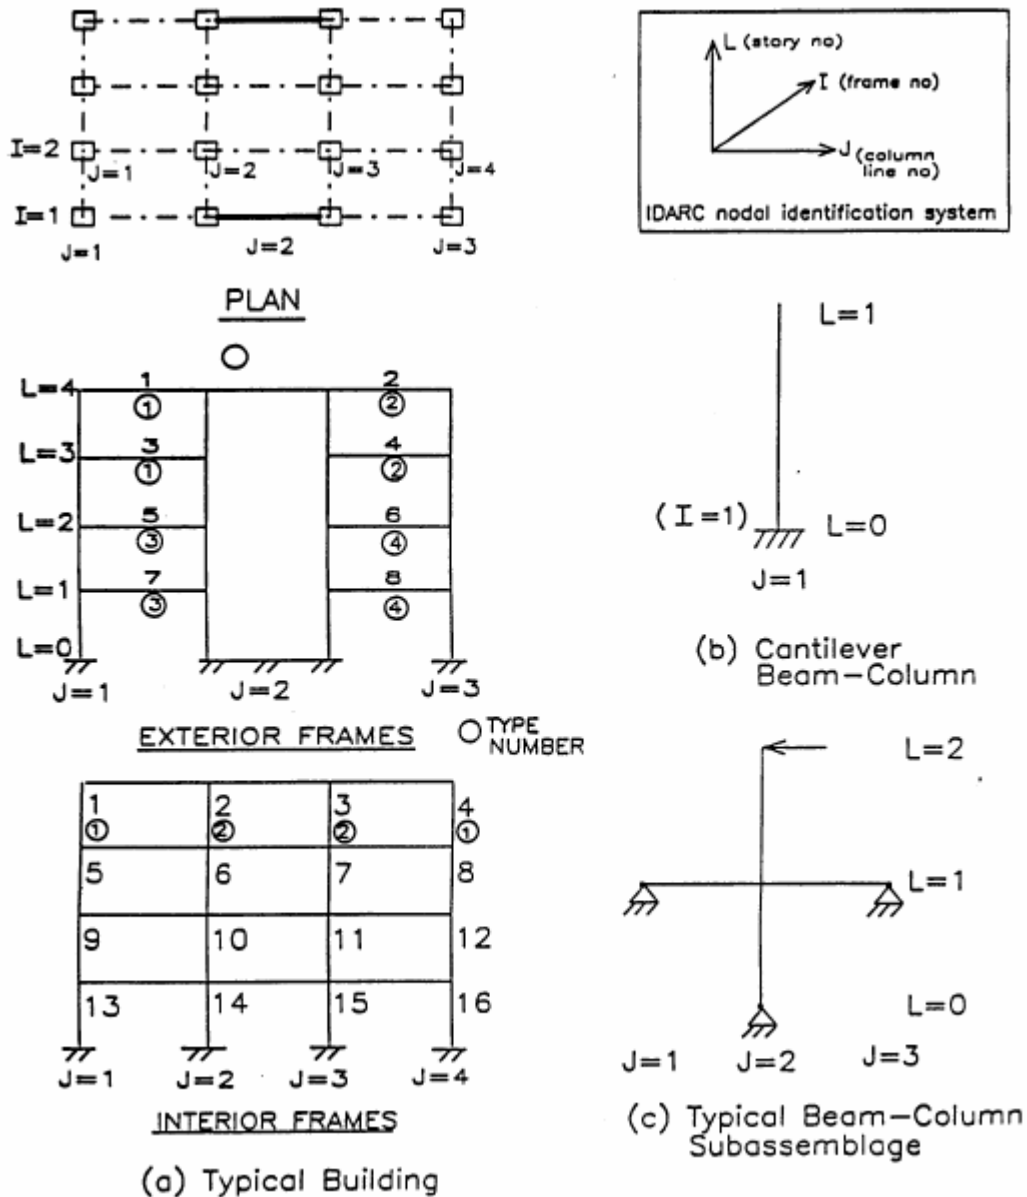 I=2
J=1
J=2
J=3
J=4
I=1
J=1
J=2
J=3
PLAN
L=4
1
2
1
2
L=3
3
4
1
2
L=2
5
6
3
4
L=1
7
8
3
4
L=0
J=1
J=2
J=3
EXTERIOR FRAMES
TYPE
NUMBER
1
2
3
4
1
2
2
1
5
6
7
8
9
10
11
12
13
14
15
16
J=1
J=2
J=3
J=4
INTERIOR FRAMES
(a) Typical Building
L (story no)
I (frame no)
J (column
line no)
IDARC nodal identification system
L=1
(I=1)
L=0
J=1
(b) Cantilever
Beam-Column
L=2
L=1
L=0
J=1
J=2
J=3
(c) Typical Beam-Column
Subassemblage